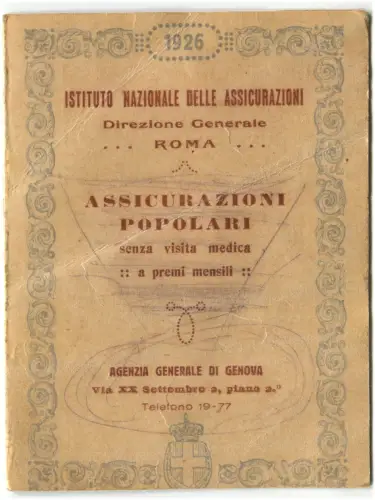 1926
ISTITUTO NAZIONALE DELLE ASSICURAZIONI
Direzione Generale
... ROMA ...
ASSICURAZIONI
POPOLARI
senza visita medica
:: a premi mensili ::
AGENZIA GENERALE DI GENOVA
Via XX Settembre 2, piano 2.°
Telefono 19-77